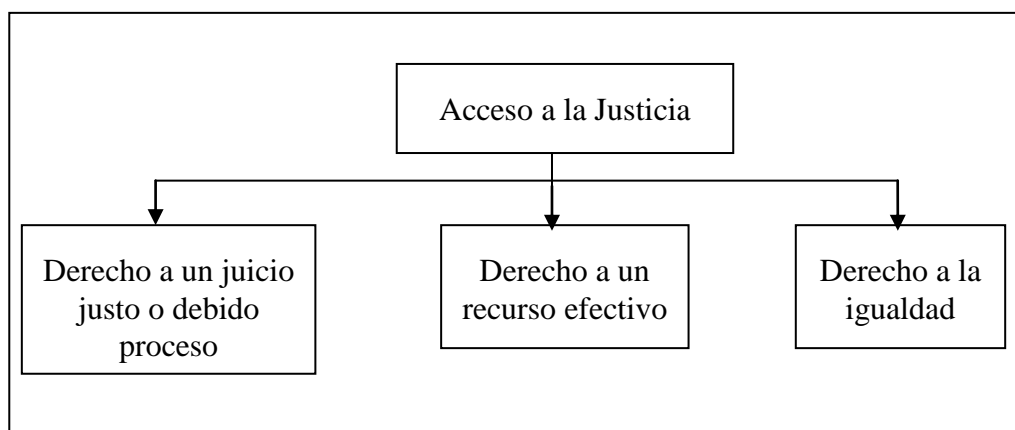 Acceso a la Justicia
Derecho a un juicio
justo o debido
proceso
Derecho a un
recurso efectivo
Derecho a la
igualdad